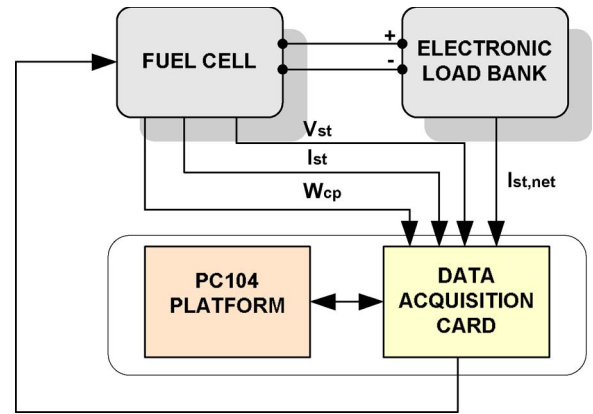 FUEL CELL
+
-
ELECTRONIC
LOAD BANK
Vst
Ist
Wcp
Ist,net
PC104
PLATFORM
DATA
ACQUISITION
CARD